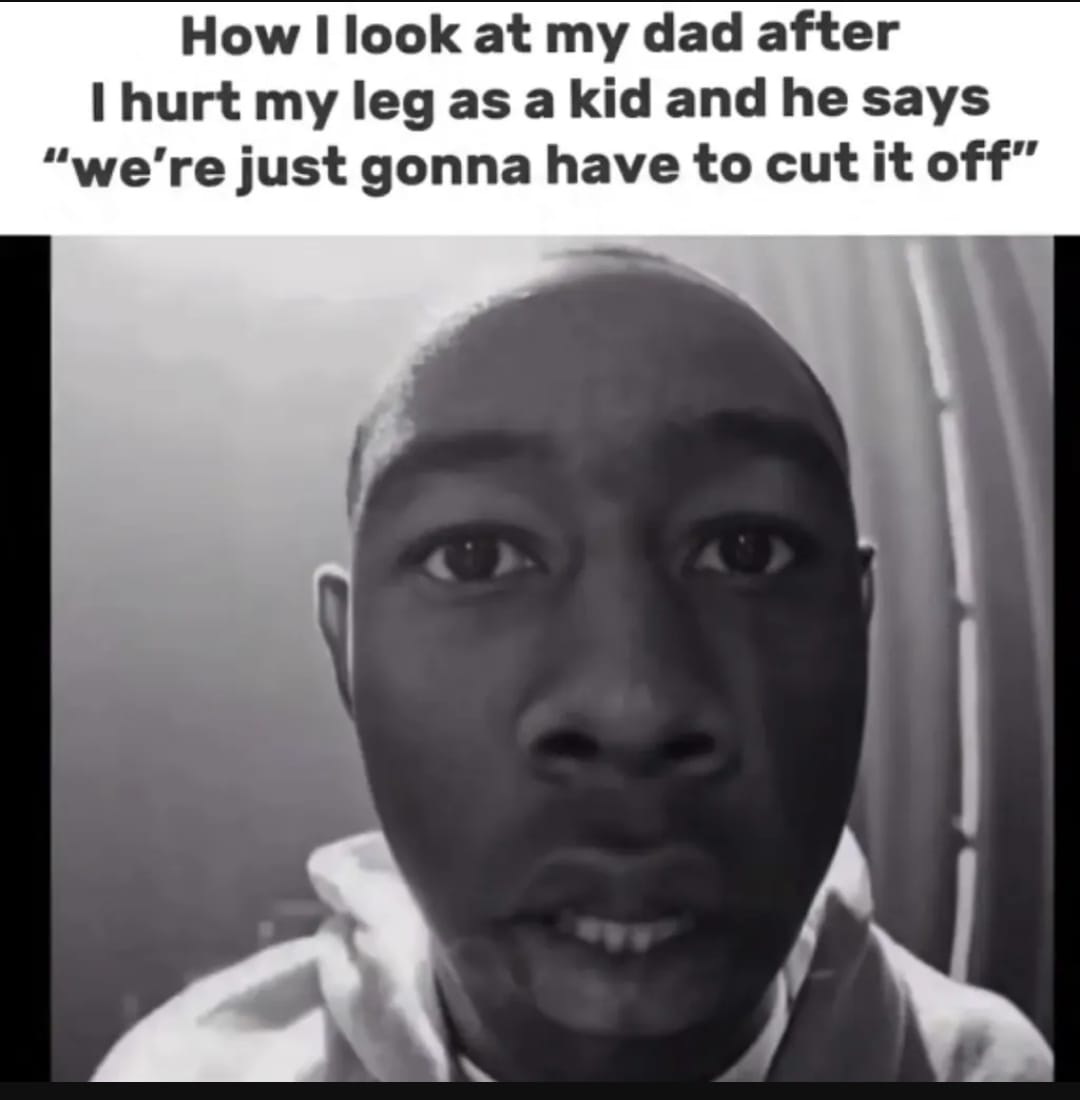 How I look at my dad after
I hurt my leg as a kid and he says
“we’re just gonna have to cut it off”